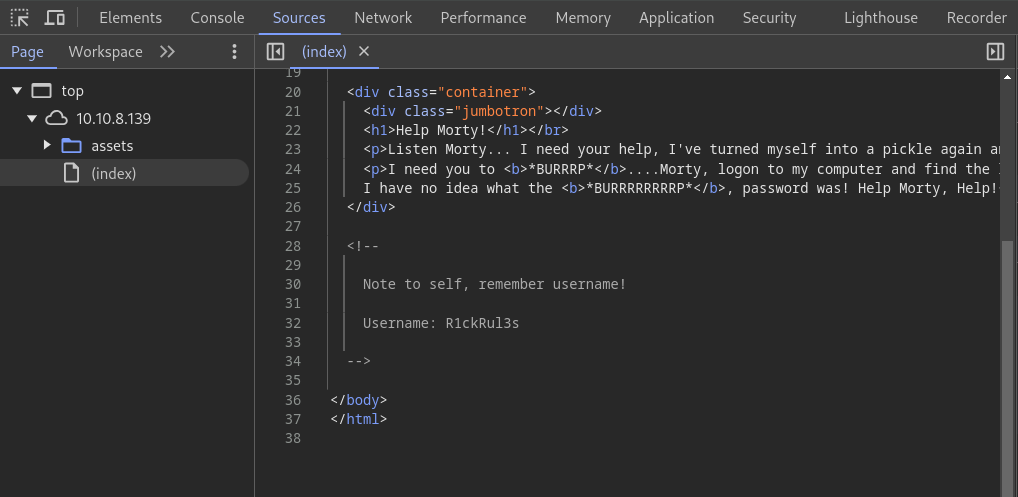 Elements Console Sources Network Performance Memory Application Security Lighthouse Recorder
Page Workspace (index)
top
10.10.8.139
assets
(index)
19
20 <div class="container">
21 <div class="jumbotron"></div>
22 <h1>Help Morty!</h1></br>
23 <p>Listen Morty... I need your help, I've turned myself into a pickle again
24 <p>I need you to <b>*BURRRP*</b>....Morty, logon to my computer and find the
25 I have no idea what the <b>*BURRRRRRRRP*</b>, password was! Help Morty, Help!
26 </div>
27
28 <!--
29
30 Note to self, remember username!
31
32 Username: R1ckRul3s
33
34 -->
35
36 </body>
37 </html>
38